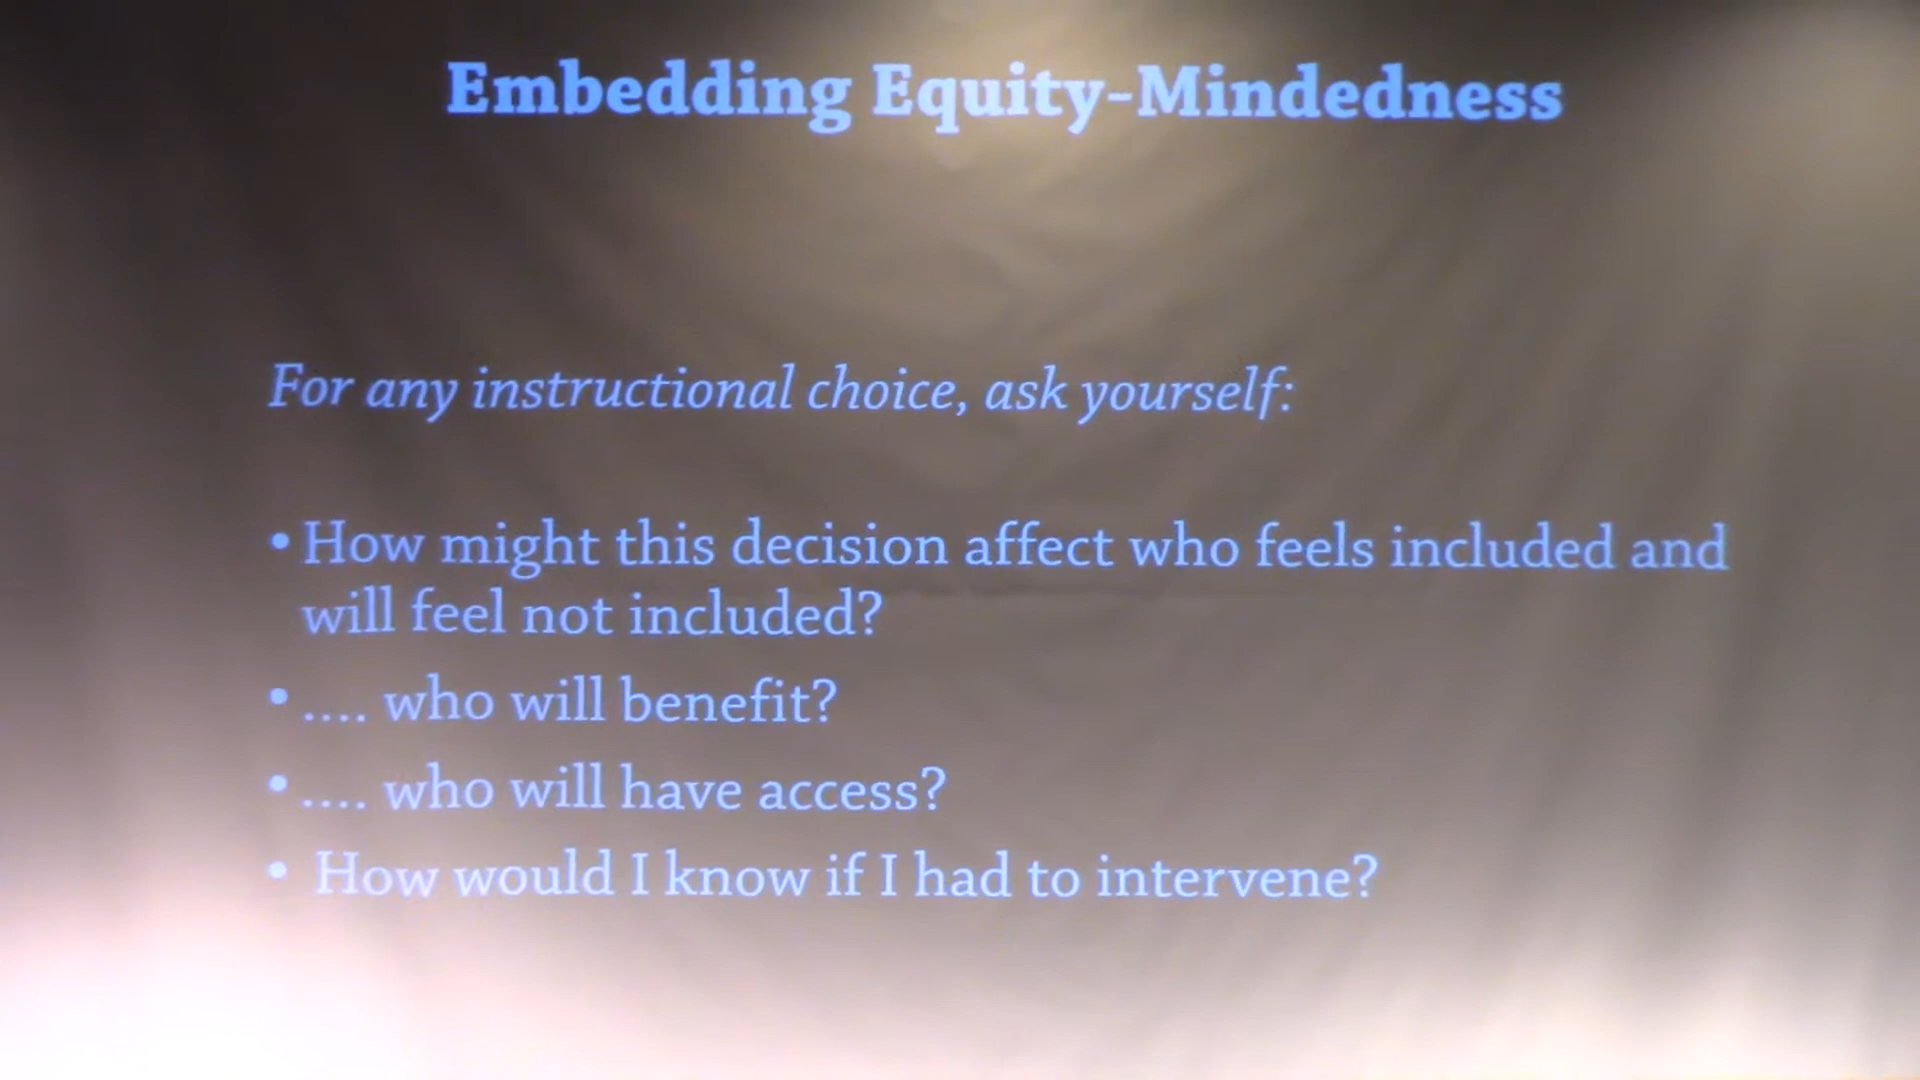 Embedding Equity-Mindedness
For any instructional choice, ask yourself:
• How might this decision affect who feels included and
will feel not included?
• .... who will benefit?
• .... who will have access?
• How would I know if I had to intervene?